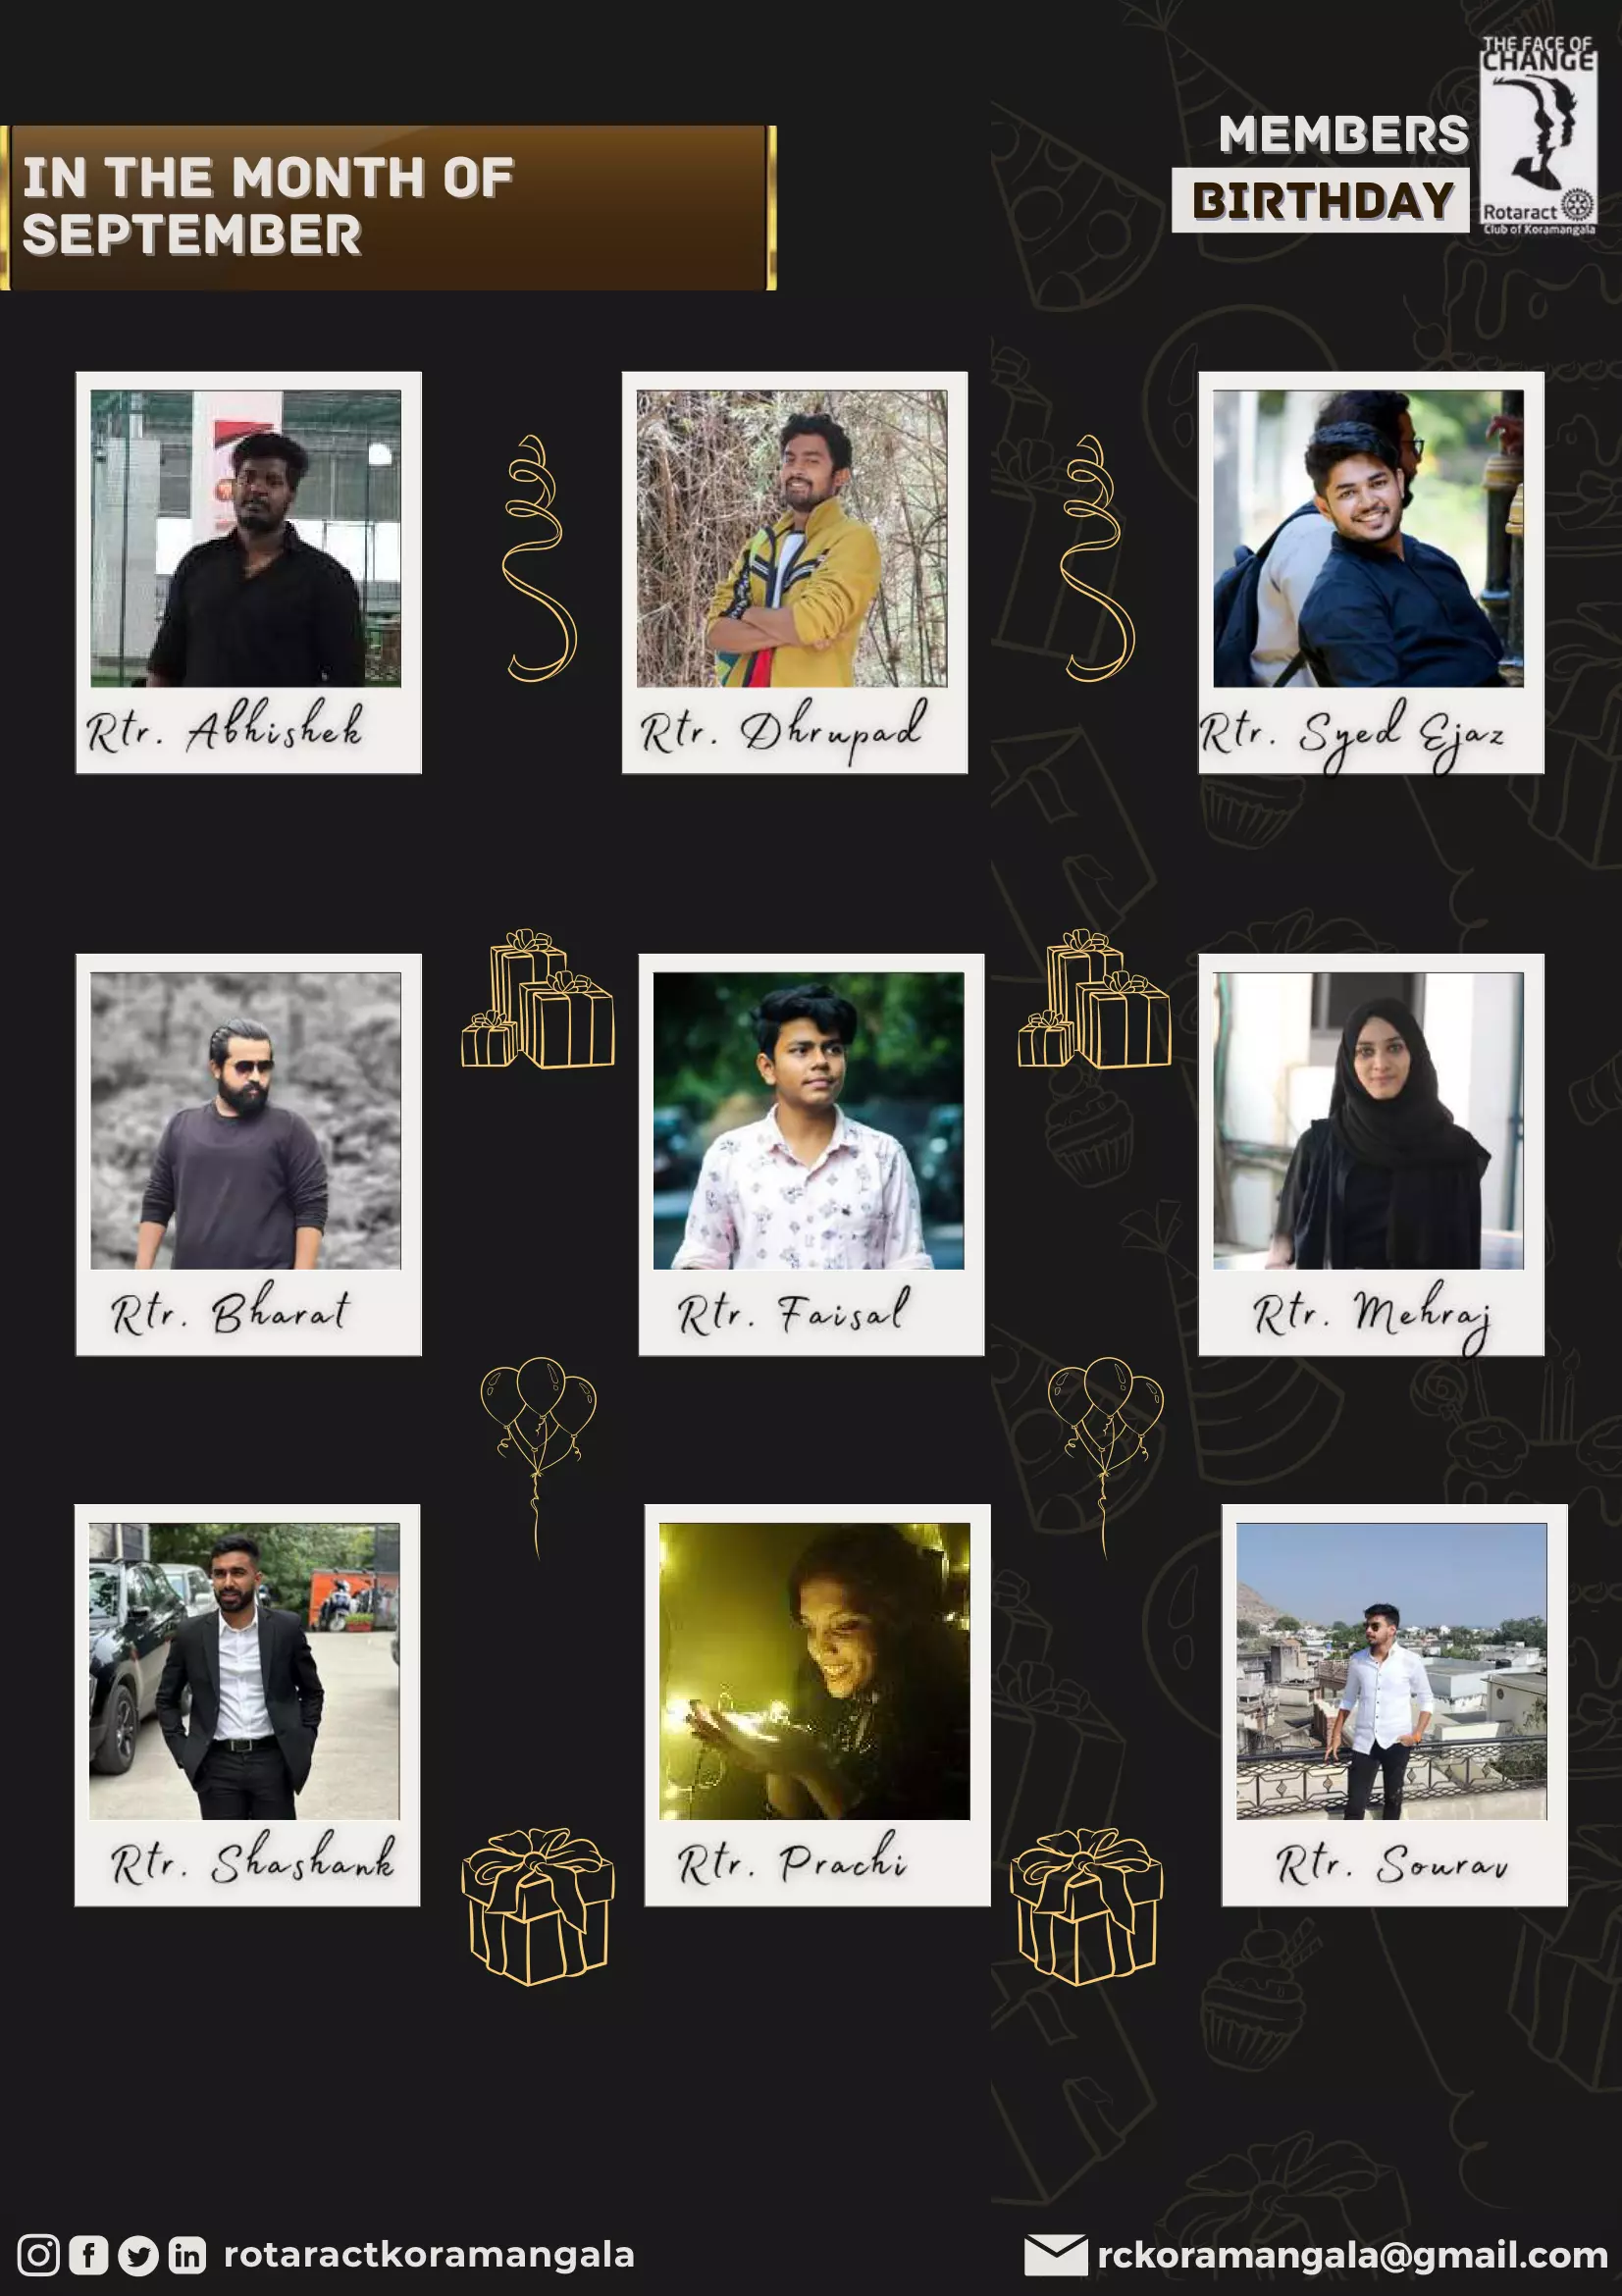 THE FACE OF
CHANGE
MEMBERS
BIRTHDAY
Rotaract
Club of Koramangala
IN THE MONTH OF
SEPTEMBER
Rtr. Abhishek
Rtr. Dhrupad
Rtr. Syed Ejaz
Rtr. Bharat
Rtr. Faisal
Rtr. Mehraj
Rtr. Shashank
Rtr. Prachi
Rtr. Sourav
rotaractkoramangala
rckoramangala@gmail.com